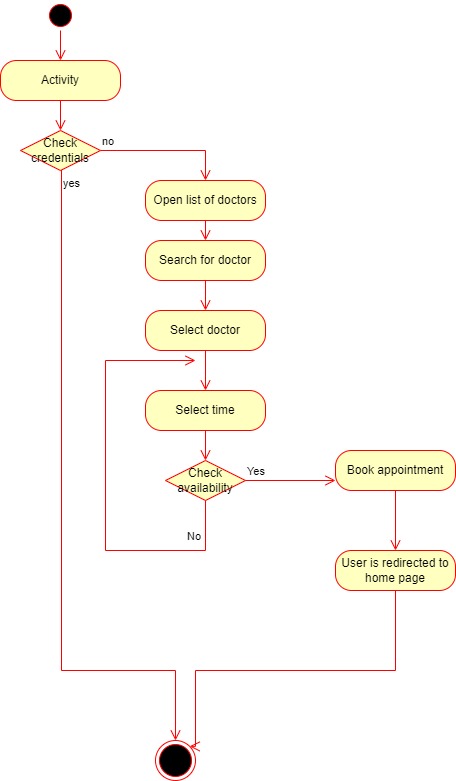 Activity
Check
credentials
no
yes
Open list of doctors
Search for doctor
Select doctor
Select time
Check
availability
Yes
Book appointment
No
User is redirected to
home page